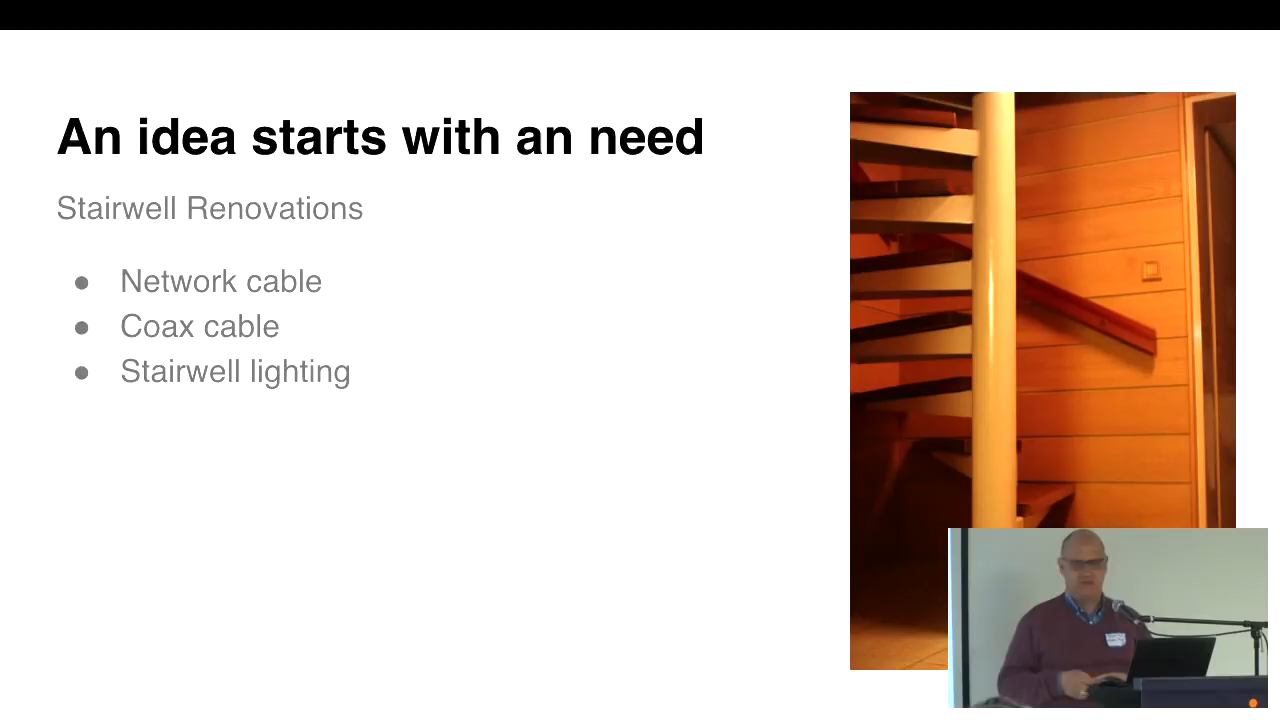 An idea starts with an need
Stairwell Renovations
● Network cable
● Coax cable
● Stairwell lighting